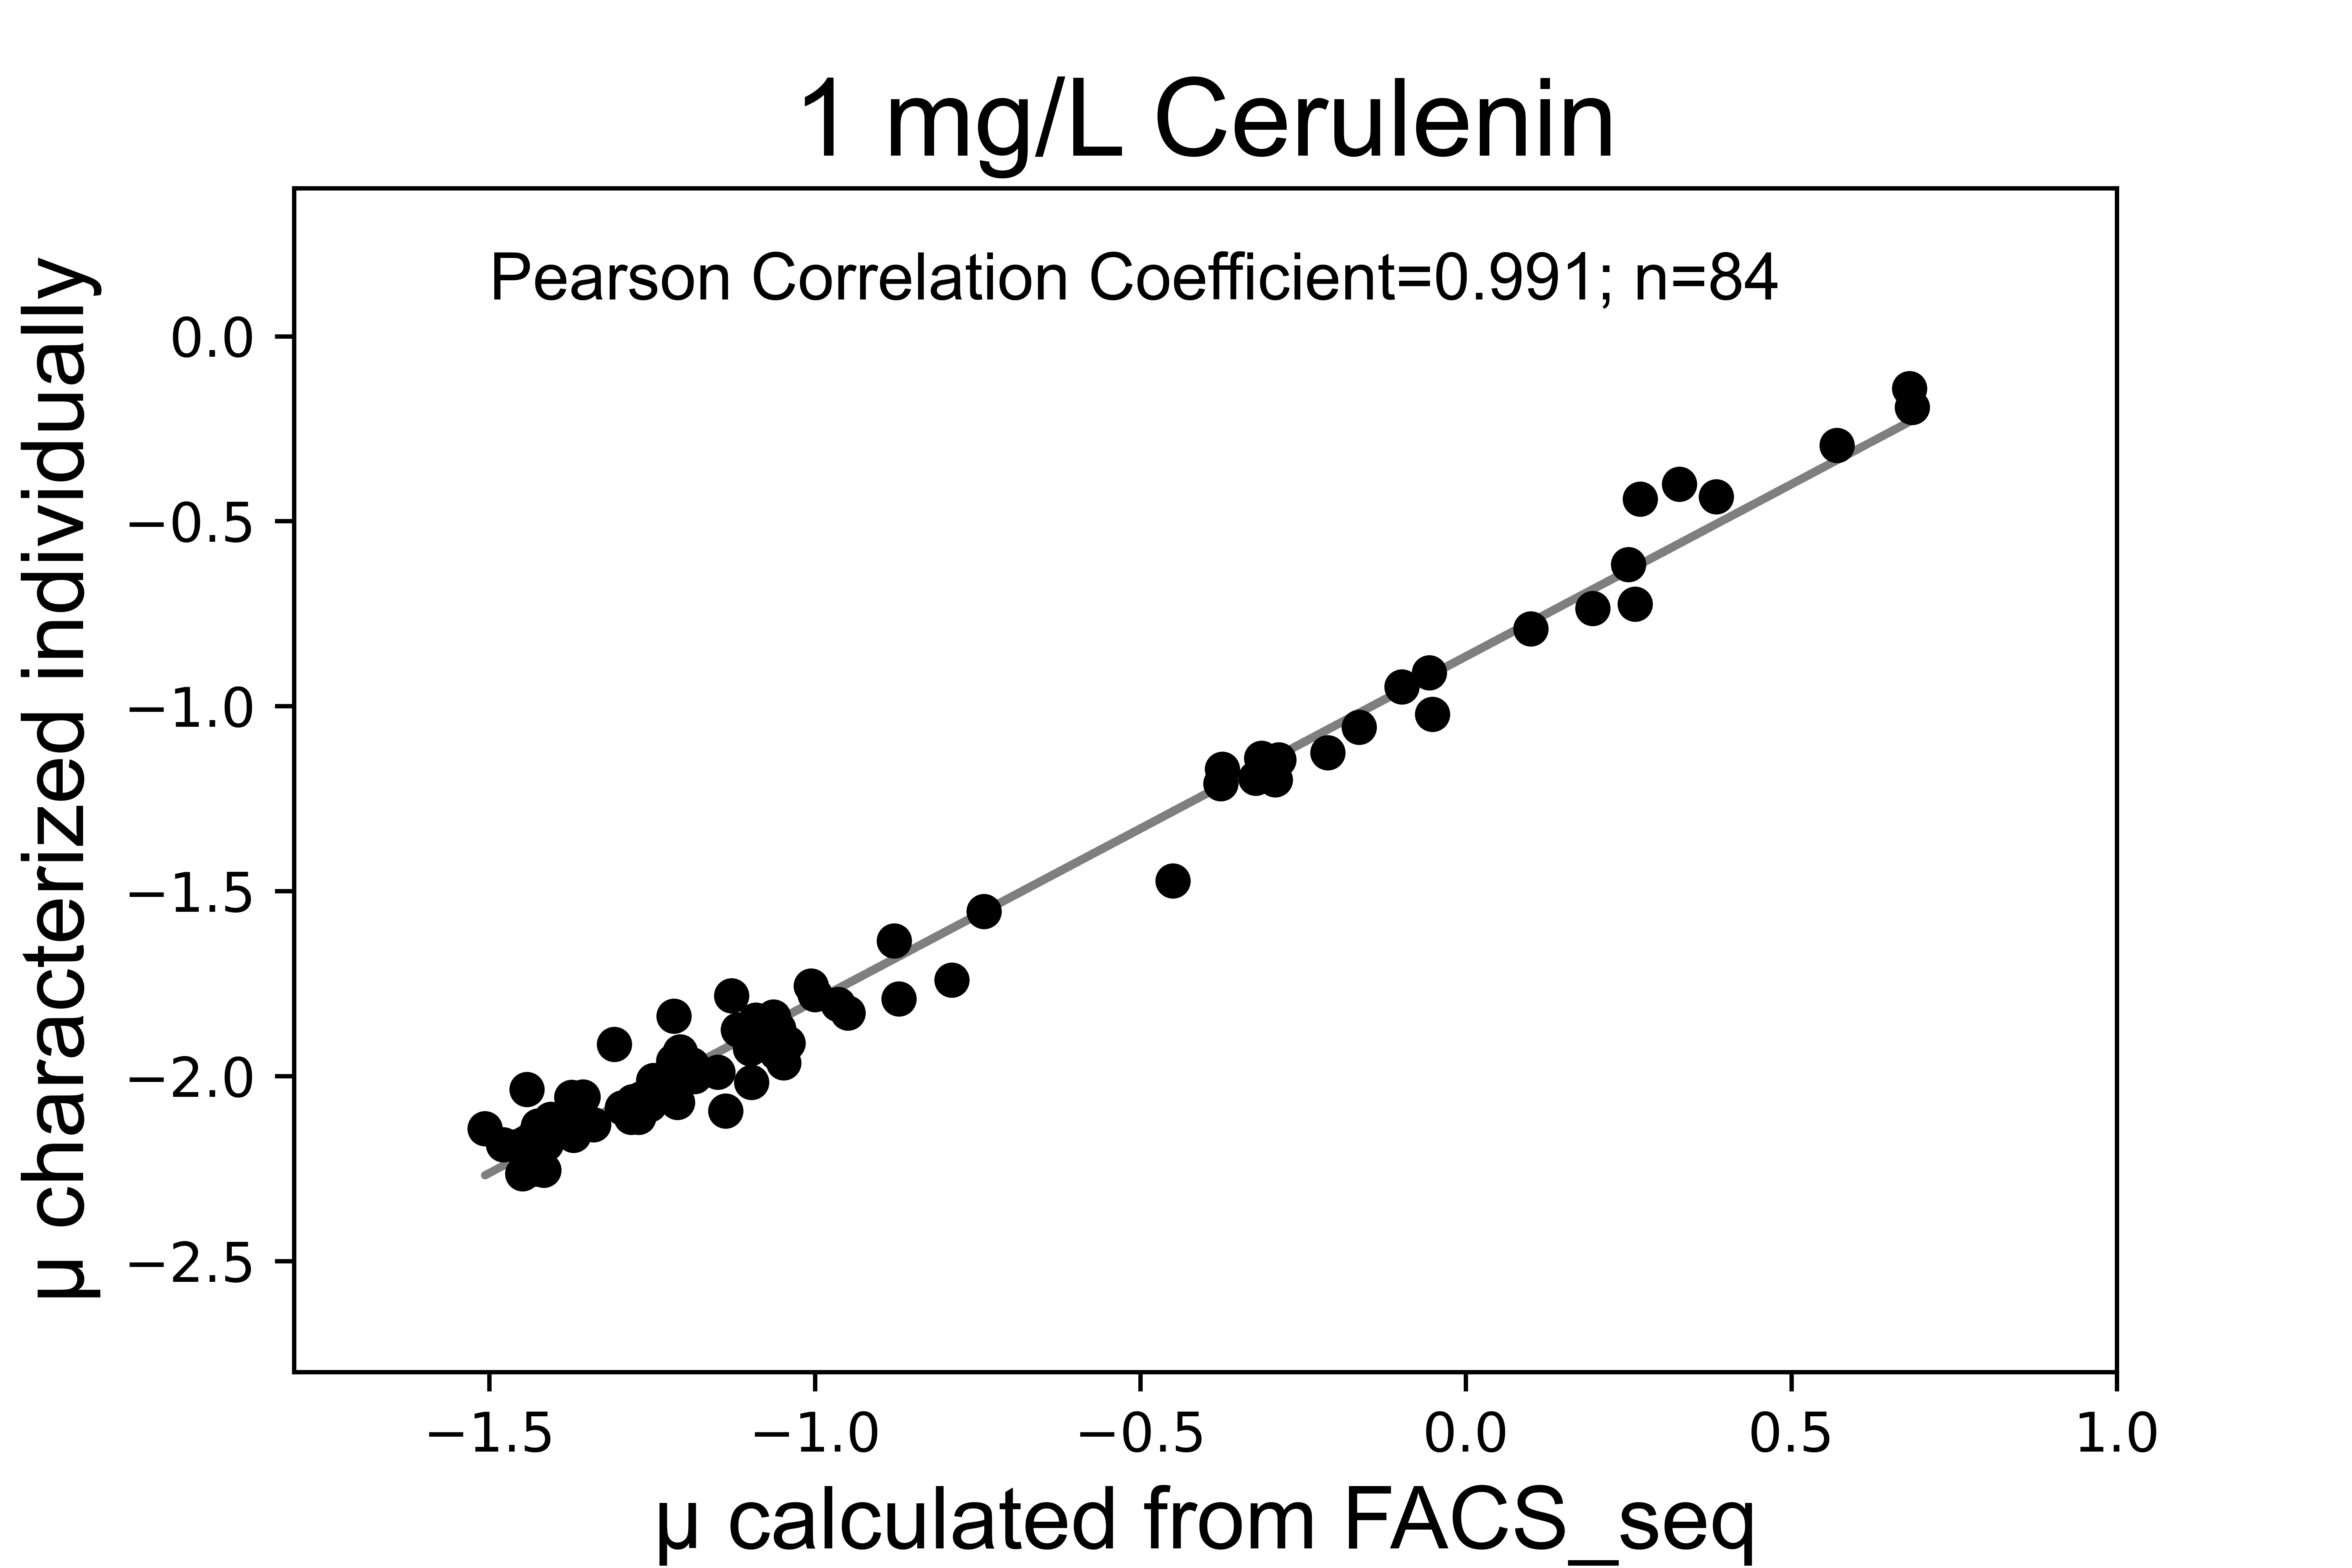 1 mg/L Cerulenin
Pearson Correlation Coefficient=0.991; n=84
μ characterized individually
0.0
−0.5
−1.0
−1.5
−2.0
−2.5
−1.5 −1.0 −0.5 0.0 0.5 1.0
μ calculated from FACS_seq